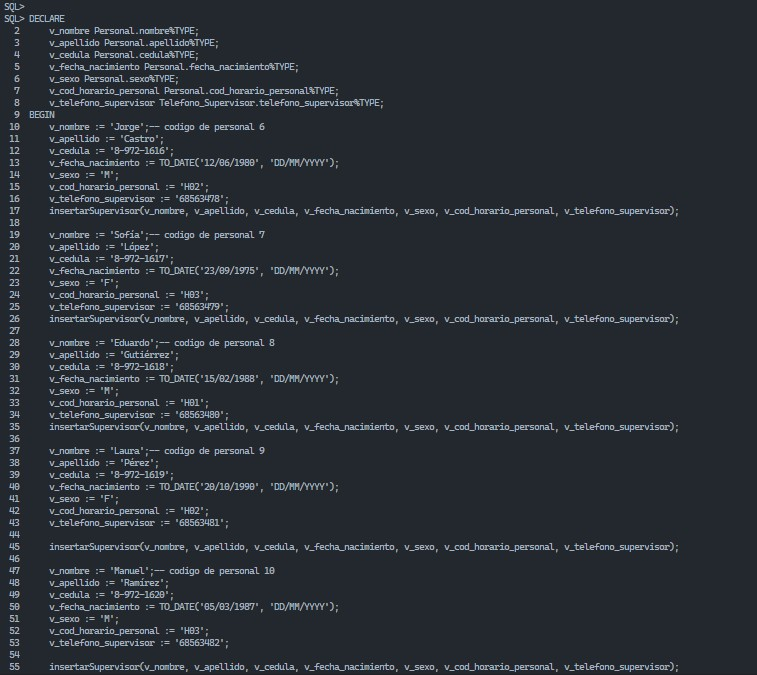 SQL>
SQL> DECLARE
2 v_nombre Personal.nombre%TYPE;
3 v_apellido Personal.apellido%TYPE;
4 v_cedula Personal.cedula%TYPE;
5 v_fecha_nacimiento Personal.fecha_nacimiento%TYPE;
6 v_sexo Personal.sexo%TYPE;
7 v_cod_horario_personal Personal.cod_horario_personal%TYPE;
8 v_telefono_supervisor Telefono_Supervisor.telefono_supervisor%TYPE;
9 BEGIN
10 v_nombre := 'Jorge';-- codigo de personal 6
11 v_apellido := 'Castro';
12 v_cedula := '8-972-1616';
13 v_fecha_nacimiento := TO_DATE('12/06/1980', 'DD/MM/YYYY');
14 v_sexo := 'M';
15 v_cod_horario_personal := 'H02';
16 v_telefono_supervisor := '68563478';
17 insertarSupervisor(v_nombre, v_apellido, v_cedula, v_fecha_nacimiento, v_sexo, v_cod_horario_personal, v_telefono_supervisor);
18
19 v_nombre := 'Sofía';-- codigo de personal 7
20 v_apellido := 'López';
21 v_cedula := '8-972-1617';
22 v_fecha_nacimiento := TO_DATE('23/09/1975', 'DD/MM/YYYY');
23 v_sexo := 'F';
24 v_cod_horario_personal := 'H03';
25 v_telefono_supervisor := '68563479';
26 insertarSupervisor(v_nombre, v_apellido, v_cedula, v_fecha_nacimiento, v_sexo, v_cod_horario_personal, v_telefono_supervisor);
27
28 v_nombre := 'Eduardo';-- codigo de personal 8
29 v_apellido := 'Gutiérrez';
30 v_cedula := '8-972-1618';
31 v_fecha_nacimiento := TO_DATE('15/02/1988', 'DD/MM/YYYY');
32 v_sexo := 'M';
33 v_cod_horario_personal := 'H01';
34 v_telefono_supervisor := '68563480';
35 insertarSupervisor(v_nombre, v_apellido, v_cedula, v_fecha_nacimiento, v_sexo, v_cod_horario_personal, v_telefono_supervisor);
36
37 v_nombre := 'Laura';-- codigo de personal 9
38 v_apellido := 'Pérez';
39 v_cedula := '8-972-1619';
40 v_fecha_nacimiento := TO_DATE('20/10/1990', 'DD/MM/YYYY');
41 v_sexo := 'F';
42 v_cod_horario_personal := 'H02';
43 v_telefono_supervisor := '68563481';
44
45 insertarSupervisor(v_nombre, v_apellido, v_cedula, v_fecha_nacimiento, v_sexo, v_cod_horario_personal, v_telefono_supervisor);
46
47 v_nombre := 'Manuel';-- codigo de personal 10
48 v_apellido := 'Ramírez';
49 v_cedula := '8-972-1620';
50 v_fecha_nacimiento := TO_DATE('05/03/1987', 'DD/MM/YYYY');
51 v_sexo := 'M';
52 v_cod_horario_personal := 'H03';
53 v_telefono_supervisor := '68563482';
54
55 insertarSupervisor(v_nombre, v_apellido, v_cedula, v_fecha_nacimiento, v_sexo, v_cod_horario_personal, v_telefono_supervisor);